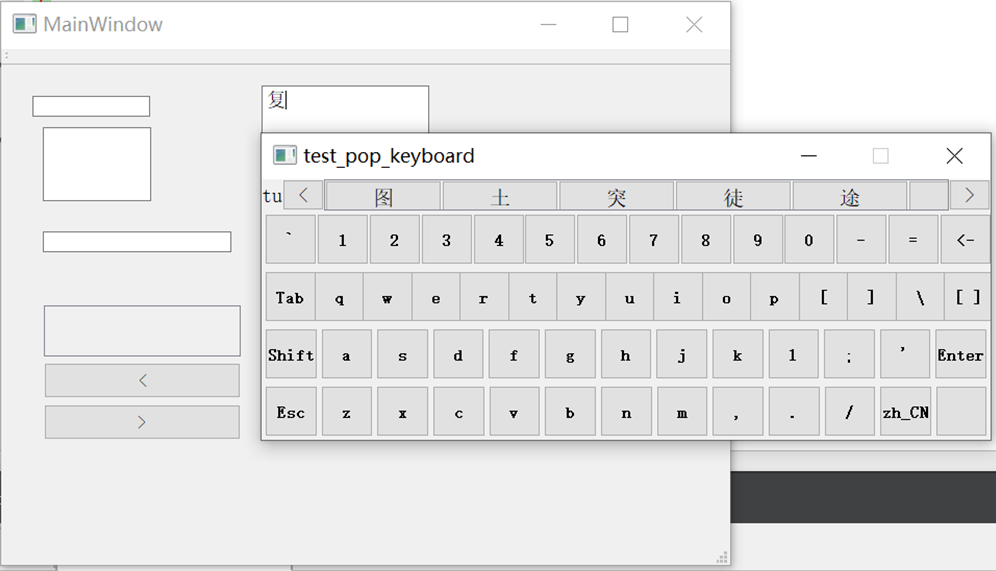 MainWindow
复
test_pop_keyboard
tu < 图 土 突 徒 途 >
` 1 2 3 4 5 6 7 8 9 0 - = <-
Tab q w e r t y u i o p [ ] \ [ ]
Shift a s d f g h j k l ; ' Enter
Esc z x c v b n m , . / zh_CN
<
>